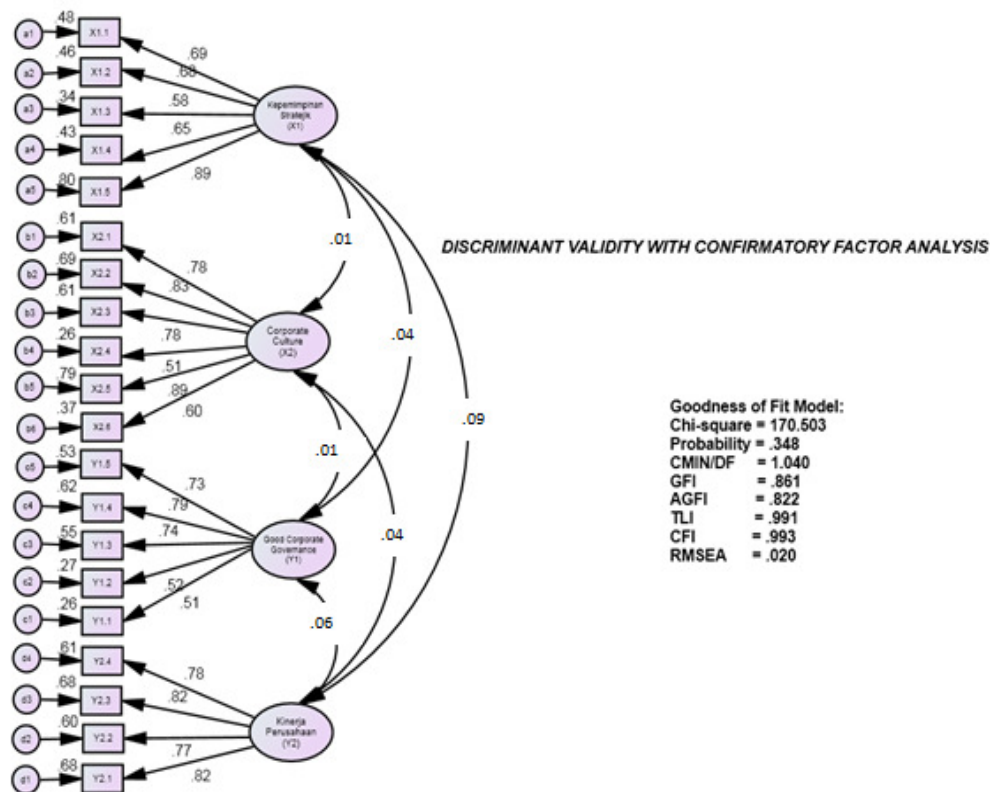 .48
a1
X1.1
.69
.46
a2
X1.2
.68
.34
a3
X1.3
.58
.43
a4
X1.4
.65
.80
a5
X1.5
.89
Kepemimpinan
Stratejik
(X1)
.61
b1
X2.1
.78
.69
b2
X2.2
.83
.61
b3
X2.3
.78
.26
b4
X2.4
.51
.79
b5
X2.5
.89
.37
b6
X2.6
.60
Corporate
Culture
(X2)
.53
c5
Y1.5
.73
.62
c4
Y1.4
.79
.55
c3
Y1.3
.74
.27
c2
Y1.2
.52
.26
c1
Y1.1
.51
Good Corporate
Governance
(Y1)
.61
d4
Y2.4
.78
.68
d3
Y2.3
.82
.60
d2
Y2.2
.77
.68
d1
Y2.1
.82
Kinerja
Perusahaan
(Y2)
.01
.04
.09
.01
.04
.06
DISCRIMINANT VALIDITY WITH CONFIRMATORY FACTOR ANALYSIS
Goodness of Fit Model:
Chi-square = 170.503
Probability = .348
CMIN/DF = 1.040
GFI = .861
AGFI = .822
TLI = .991
CFI = .993
RMSEA = .020